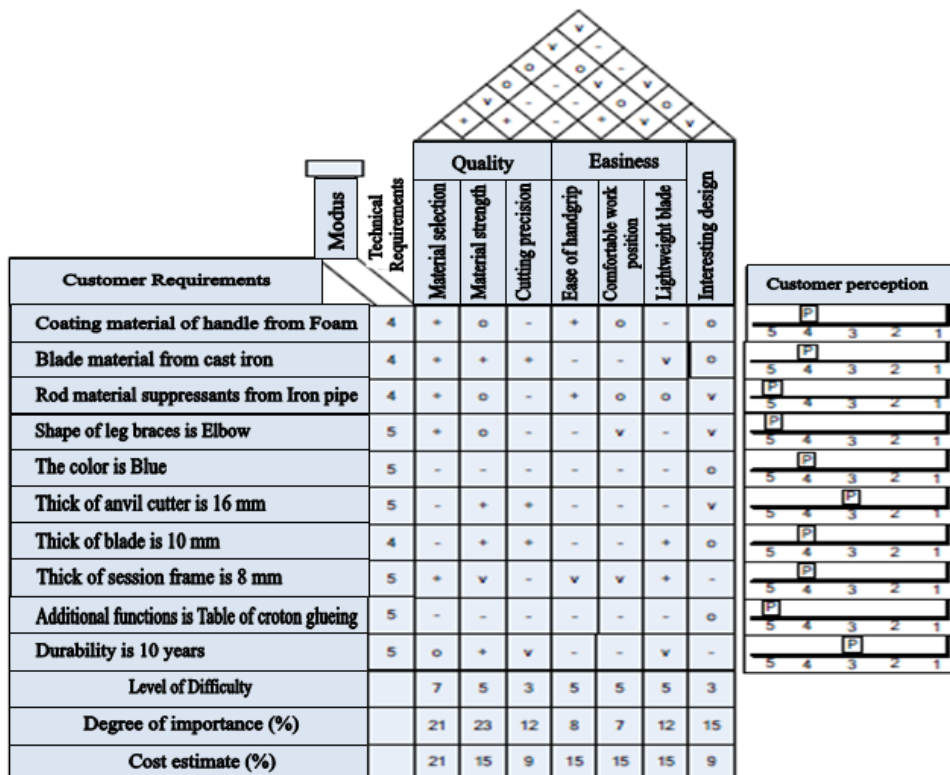 v
v -
o o -
o - v v
v - - o o
+ + - + v v
Quality Easiness
Modus
Technical
Requirements
Material selection
Material strength
Cutting precision
Ease of handgrip
Comfortable work
position
Lightweight blade
Interesting design
Customer Requirements
Customer perception
Coating material of handle from Foam 4 + o - + o - o P 5 4 3 2 1
Blade material from cast iron 4 + + + - - v o P 5 4 3 2 1
Rod material suppressants from Iron pipe 4 + o - + o o v P 5 4 3 2 1
Shape of leg braces is Elbow 5 + o - - v - v P 5 4 3 2 1
The color is Blue 5 - - - - - - o P 5 4 3 2 1
Thick of anvil cutter is 16 mm 5 - + + - - - v P 5 4 3 2 1
Thick of blade is 10 mm 4 - + + - - + o P 5 4 3 2 1
Thick of session frame is 8 mm 5 + v - v v + - P 5 4 3 2 1
Additional functions is Table of croton glueing 5 - - - - - - o P 5 4 3 2 1
Durability is 10 years 5 o + v - - v - P 5 4 3 2 1
Level of Difficulty 7 5 3 5 5 5 3
Degree of importance (%) 21 23 12 8 7 12 15
Cost estimate (%) 21 15 9 15 15 15 9